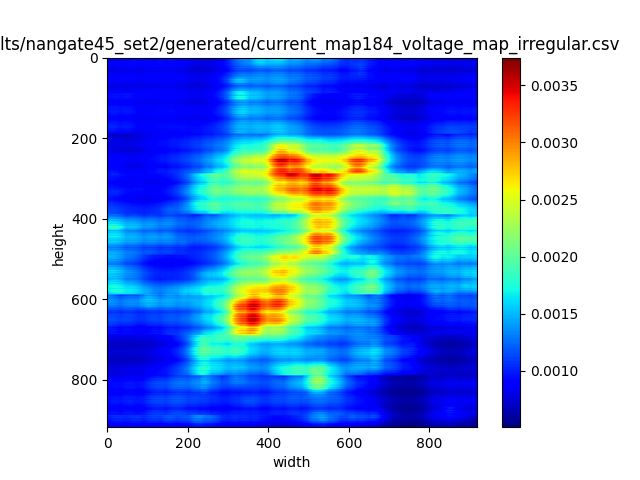 lts/nangate45_set2/generated/current_map184_voltage_map_irregular.csv
0
200
400
600
800
height
0 200 400 600 800
width
0.0035
0.0030
0.0025
0.0020
0.0015
0.0010